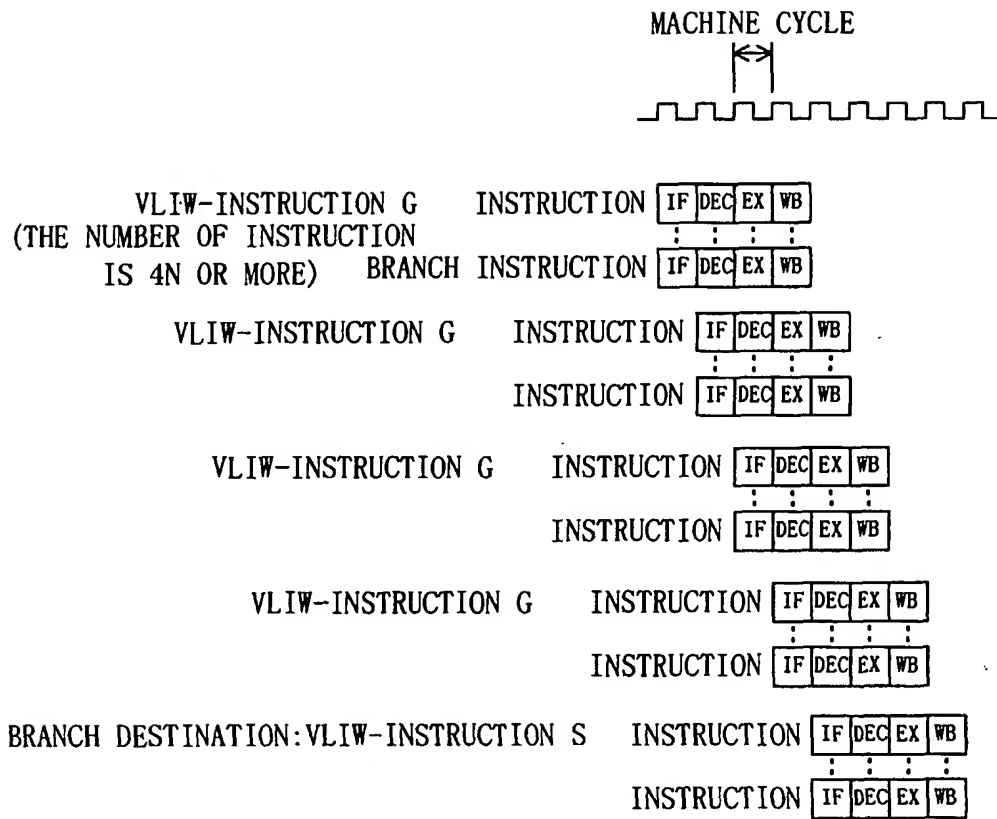 MACHINE CYCLE
VLIW-INSTRUCTION G INSTRUCTION IF DEC EX WB
(THE NUMBER OF INSTRUCTION
IS 4N OR MORE) BRANCH INSTRUCTION IF DEC EX WB
VLIW-INSTRUCTION G INSTRUCTION IF DEC EX WB
INSTRUCTION IF DEC EX WB
VLIW-INSTRUCTION G INSTRUCTION IF DEC EX WB
INSTRUCTION IF DEC EX WB
VLIW-INSTRUCTION G INSTRUCTION IF DEC EX WB
INSTRUCTION IF DEC EX WB
BRANCH DESTINATION:VLIW-INSTRUCTION S INSTRUCTION IF DEC EX WB
INSTRUCTION IF DEC EX WB